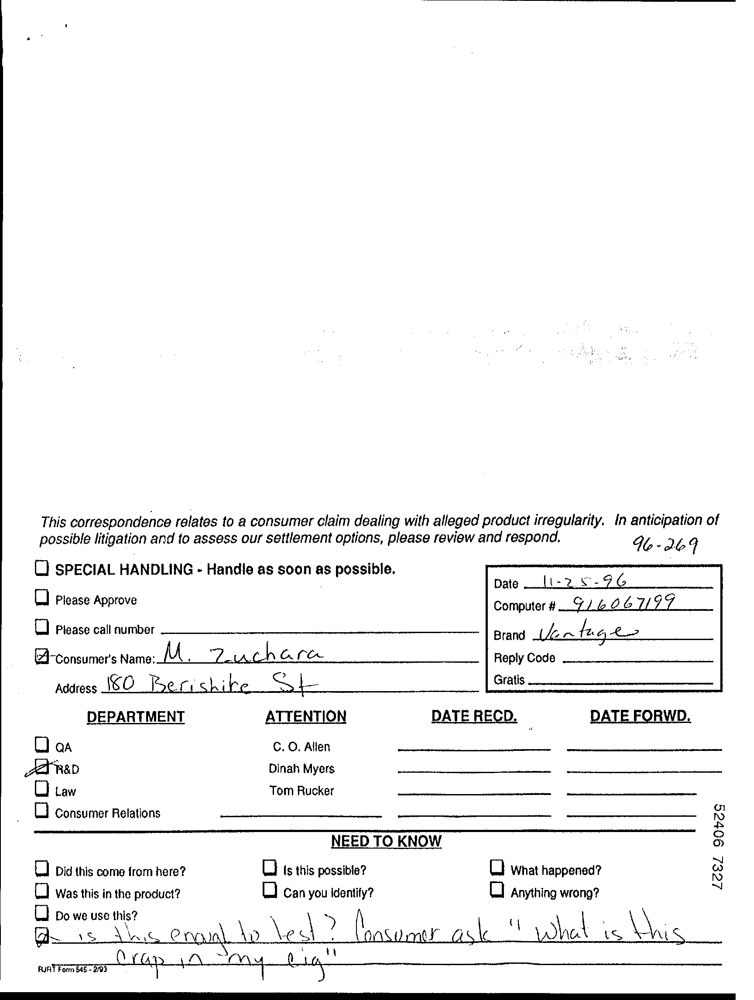 This correspondence relates to a consumer claim dealing with alleged product irregularity. In anticipation of
possible litigation and to assess our settlement options, please review and respond.
96-269
SPECIAL HANDLING - Handle as soon as possible.
Please Approve
Please call number
Consumer's Name: M. Zuchara
Address 180 Berishire St
Date 11-25-96
Computer # 916067199
Brand Vantage
Reply Code
Gratis
DEPARTMENT ATTENTION DATE RECD. DATE FORWD.
QA C. O. Allen
R&D Dinah Myers
Law Tom Rucker
Consumer Relations
NEED TO KNOW
Did this come from here? Is this possible? What happened?
Was this in the product? Can you identify? Anything wrong?
Do we use this?
is this to test? Consumer ask "What is this
Crap in my cig"
RJRT Form 545 - 2/93
52406 7327